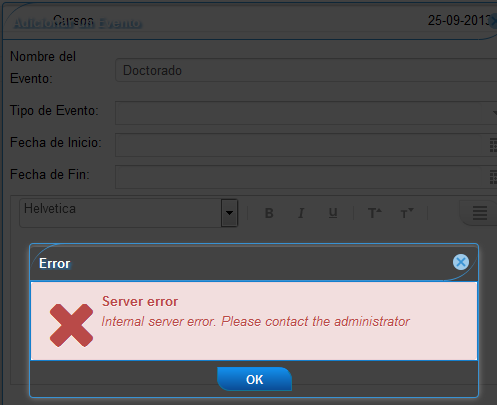 Adicionar un Evento
Cursos 25-09-2013
Nombre del
Evento: Doctorado
Tipo de Evento:
Fecha de Inicio:
Fecha de Fin:
Helvetica B I U T T
Error
Server error
Internal server error. Please contact the administrator
OK